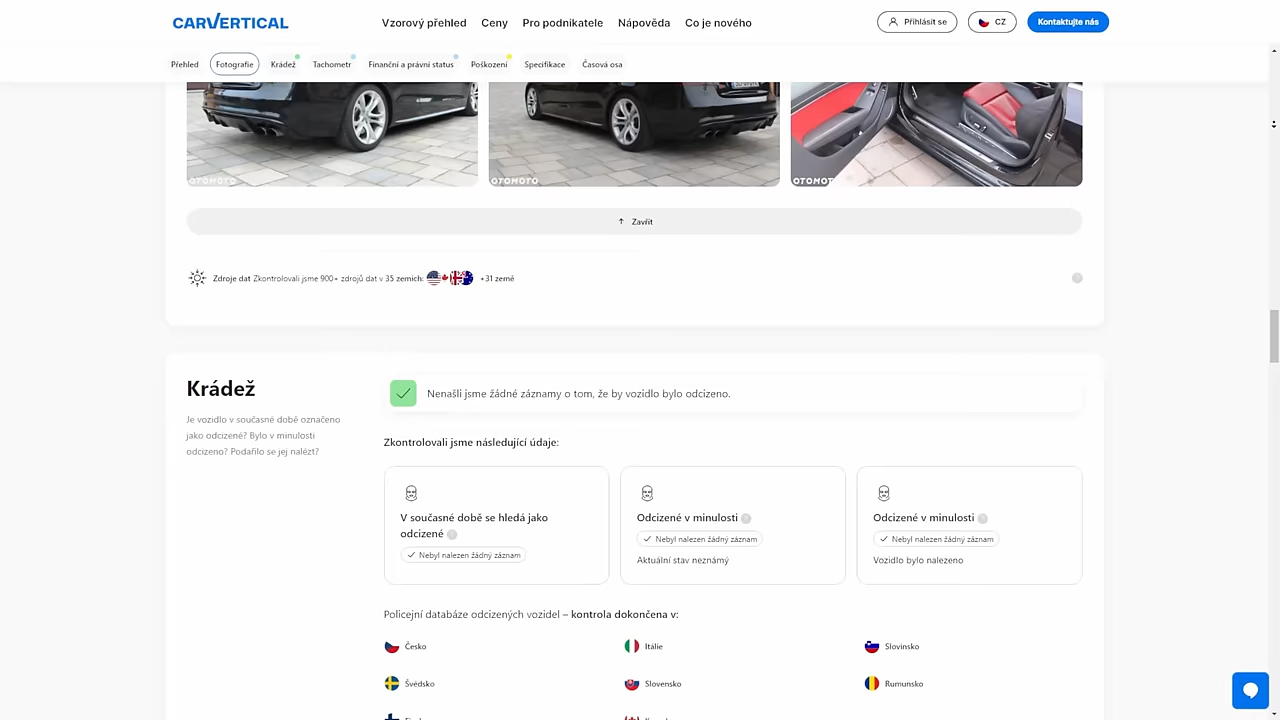 CARVERTICAL
Vzorový přehled Ceny Pro podnikatele Nápověda Co je nového
Přihlásit se
CZ
Kontaktujte nás
Přehled Fotografie Krádež Tachometr Finanční a právní status Poškození Specifikace Časová osa
OTOMOTO
OTOMOTO
OTOMOT
↑ Zavřít
Zdroje dat Zkontrolovali jsme 900+ zdrojů dat v 35 zemích: +31 země
Krádež
Je vozidlo v současné době označeno
jako odcizené? Bylo v minulosti
odcizeno? Podařilo se jej nalézt?
Nenašli jsme žádné záznamy o tom, že by vozidlo bylo odcizeno.
Zkontrolovali jsme následující údaje:
V současné době se hledá jako
odcizené
Nebyl nalezen žádný záznam
Odcizené v minulosti
Nebyl nalezen žádný záznam
Aktuální stav neznámý
Odcizené v minulosti
Nebyl nalezen žádný záznam
Vozidlo bylo nalezeno
Policejní databáze odcizených vozidel – kontrola dokončena v:
Česko Itálie Slovinsko
Švédsko Slovensko Rumunsko